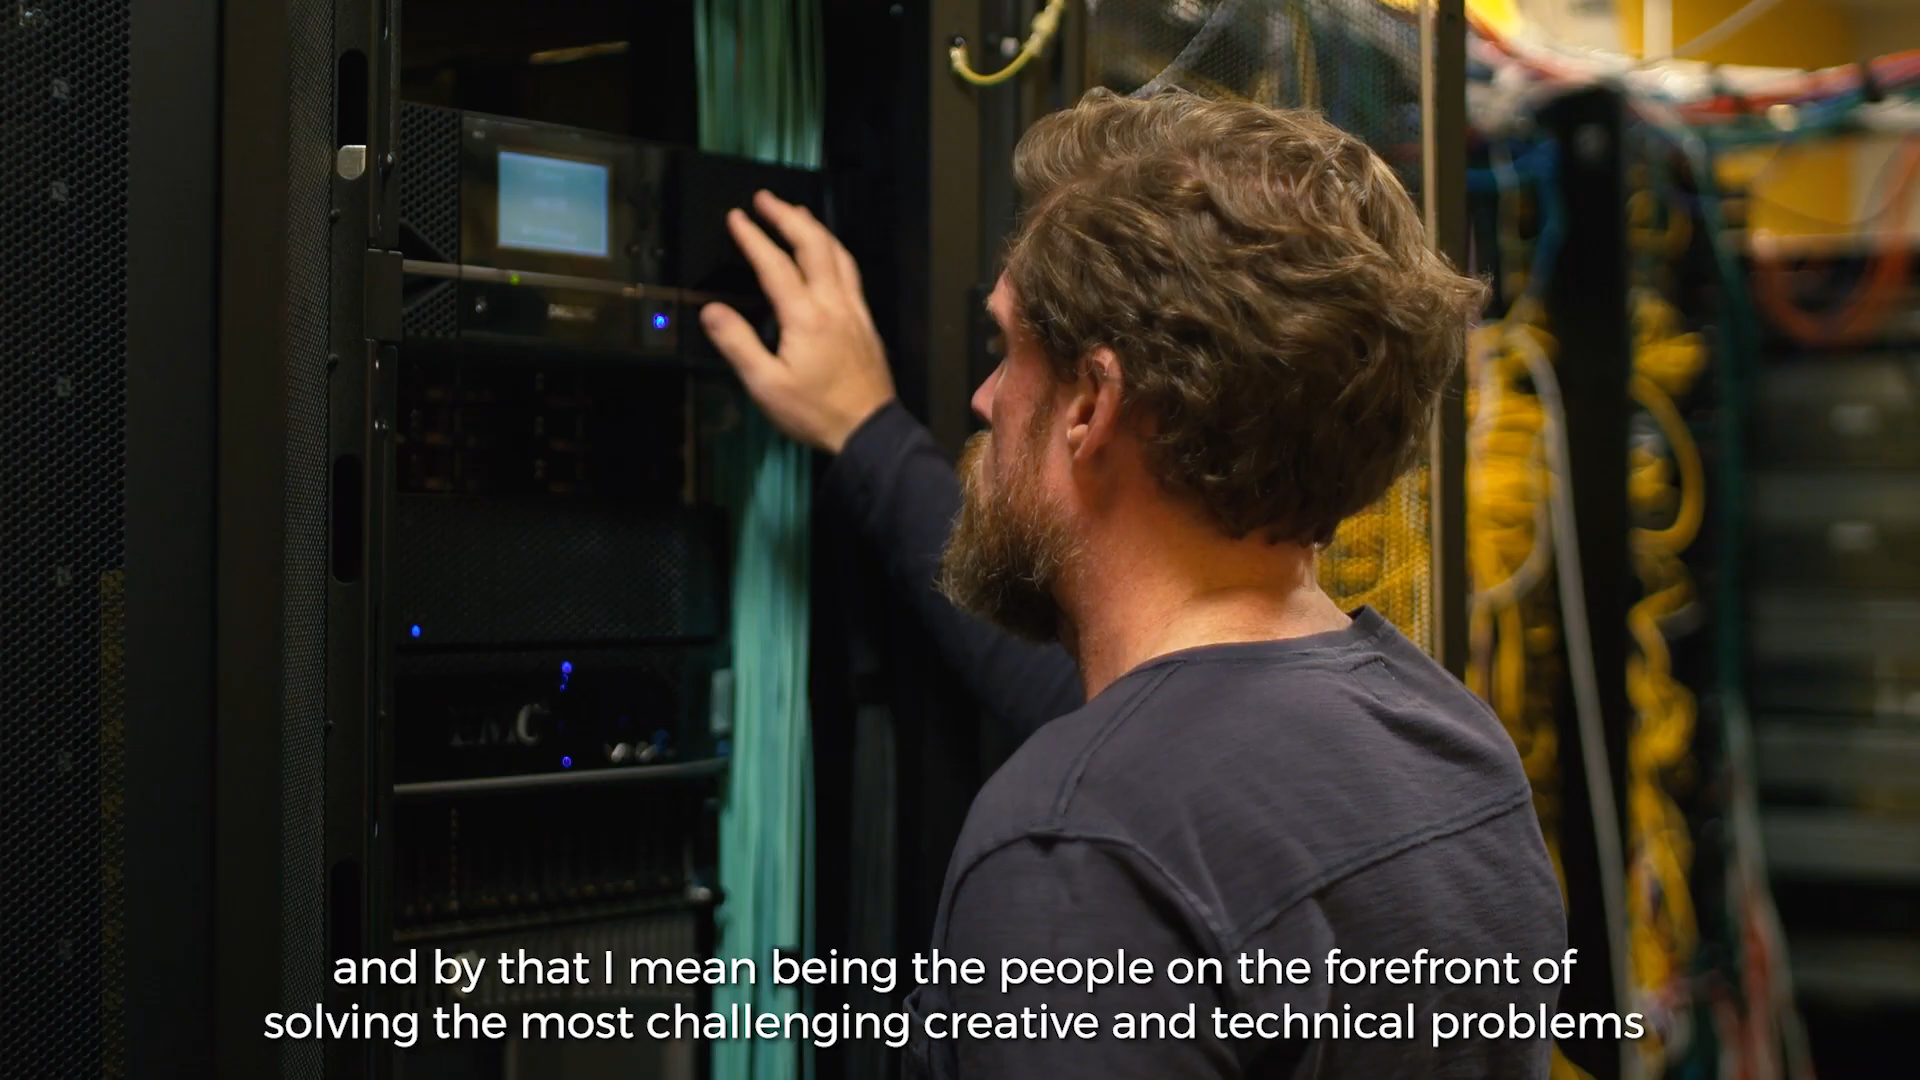 EMC
and by that I mean being the people on the forefront of
solving the most challenging creative and technical problems